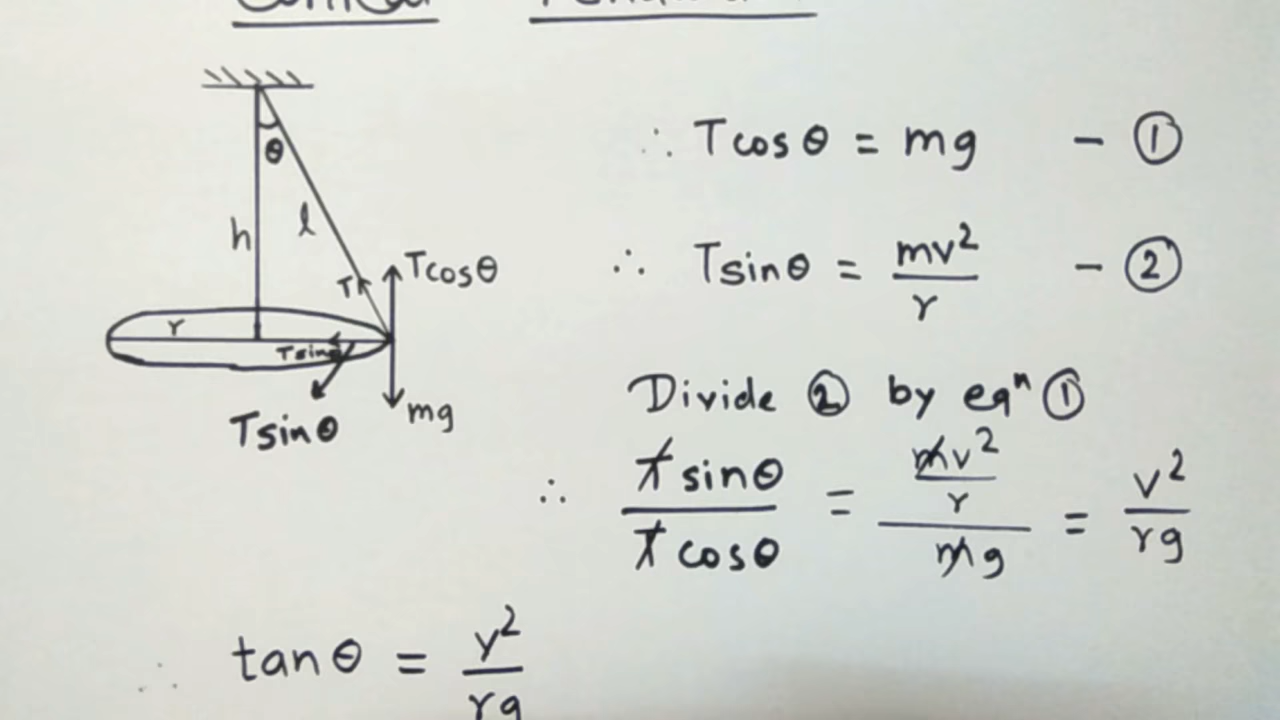 θ
h
l
T
Tcosθ
r
Tsinθ
mg
Tsinθ
∴ Tcosθ = mg - ①
∴ Tsinθ = mv²/r - ②
Divide ② by eqⁿ ①
∴ Tsinθ/Tcosθ = (mv²/r)/mg = v²/rg
∴ tanθ = v²/rg